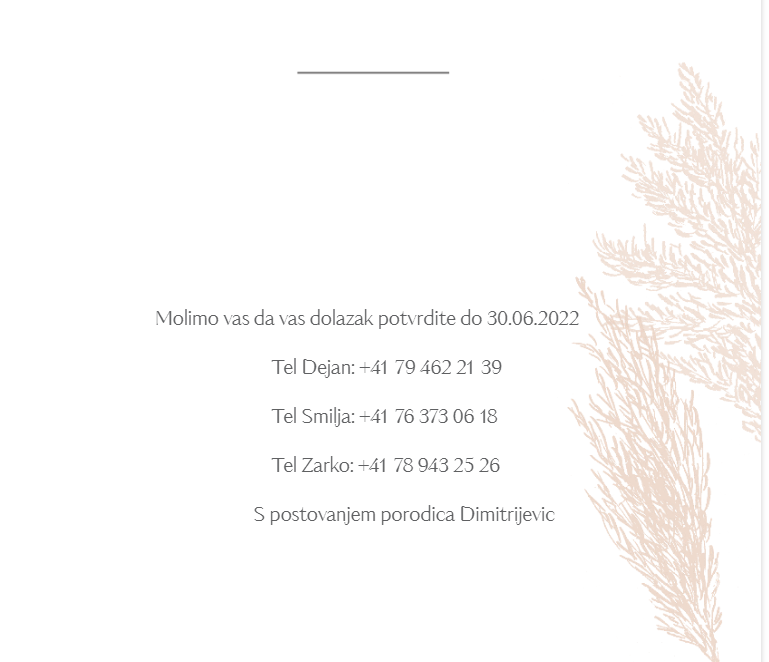 Molimo vas da vas dolazak potvrdite do 30.06.2022
Tel Dejan: +41 79 462 21 39
Tel Smilja: +41 76 373 06 18
Tel Zarko: +41 78 943 25 26
S postovanjem porodica Dimitrijevic